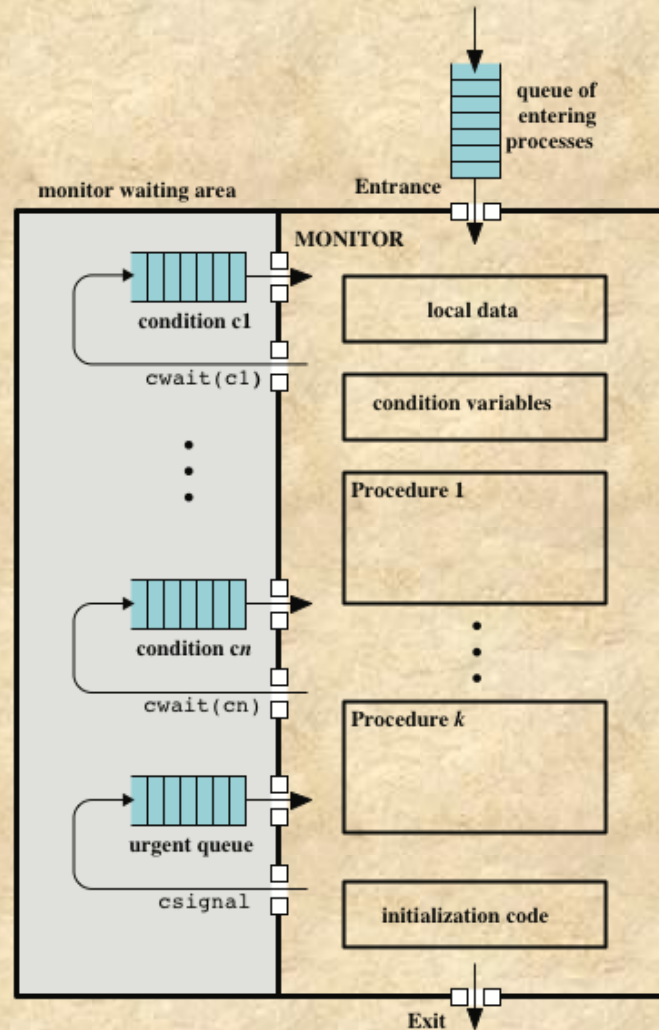 queue of
entering
processes
Entrance
monitor waiting area
MONITOR
condition c1
cwait(c1)
local data
condition variables
Procedure 1
condition cn
cwait(cn)
Procedure k
urgent queue
csignal
initialization code
Exit